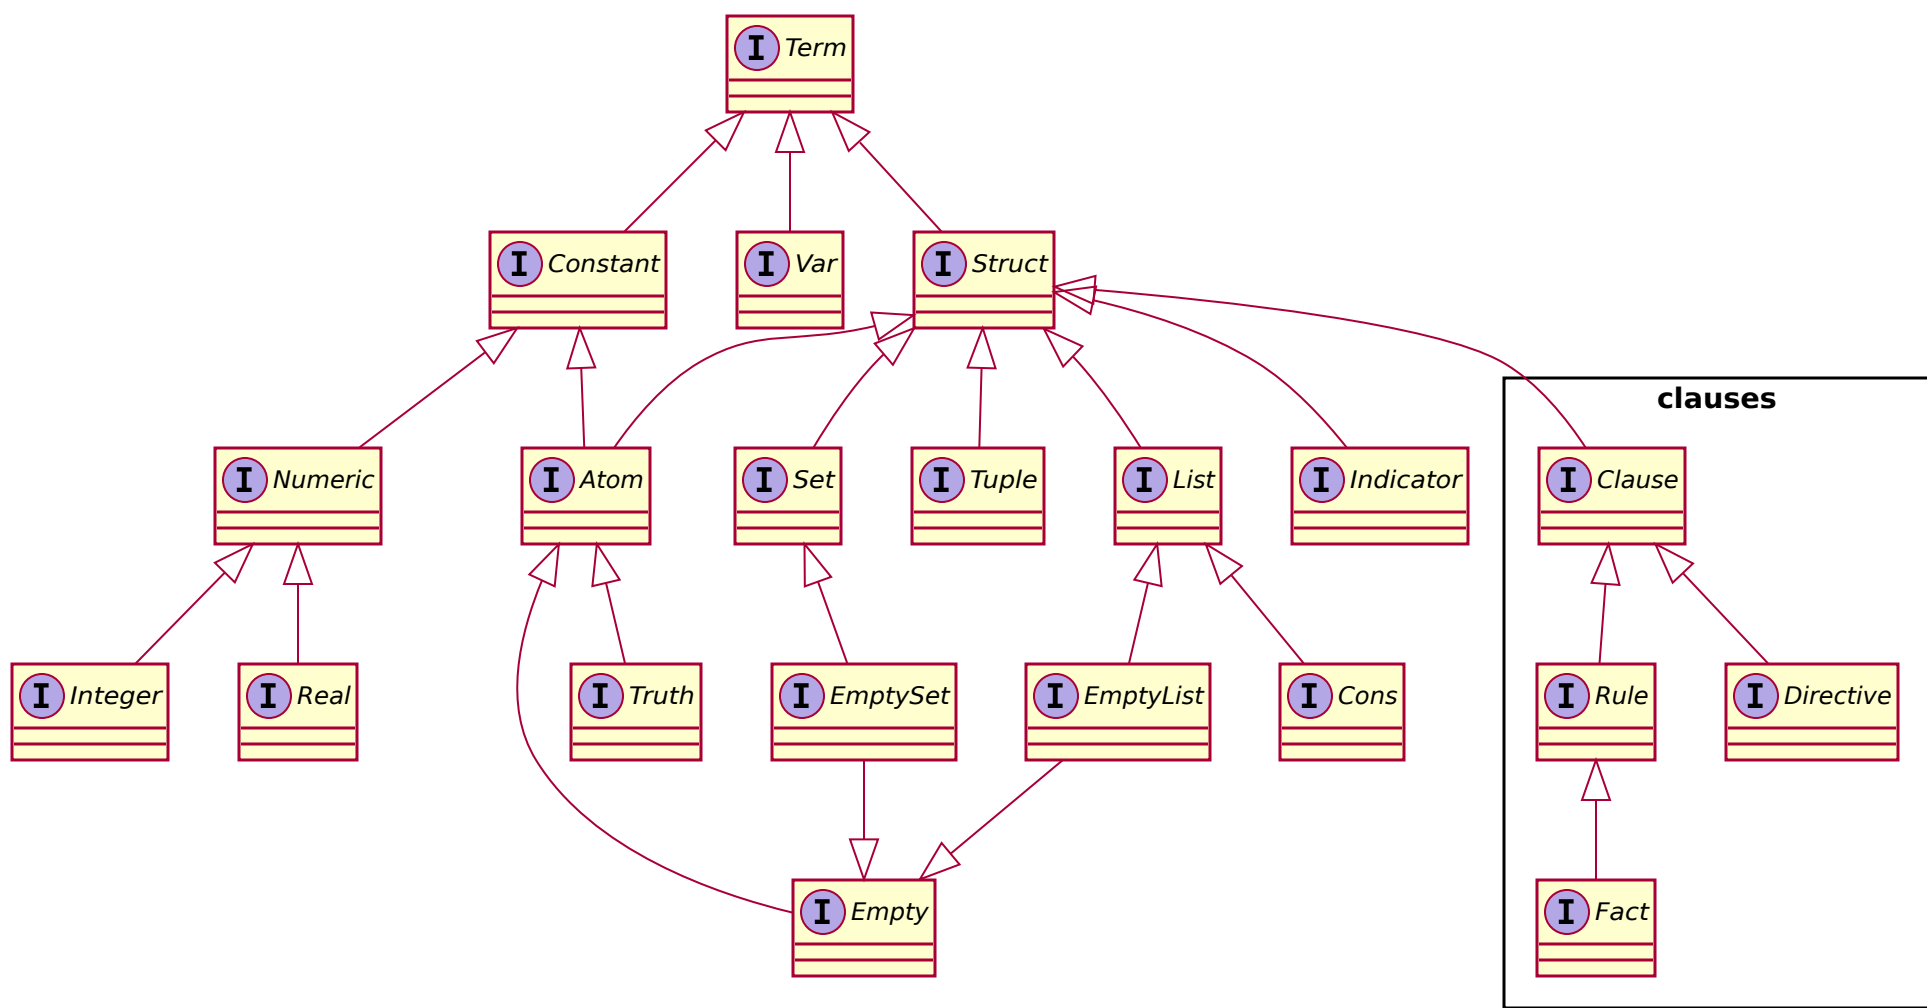 I Term
I Constant
I Var
I Struct
clauses
I Numeric
I Atom
I Set
I Tuple
I List
I Indicator
I Clause
I Integer
I Real
I Truth
I EmptySet
I EmptyList
I Cons
I Rule
I Directive
I Empty
I Fact